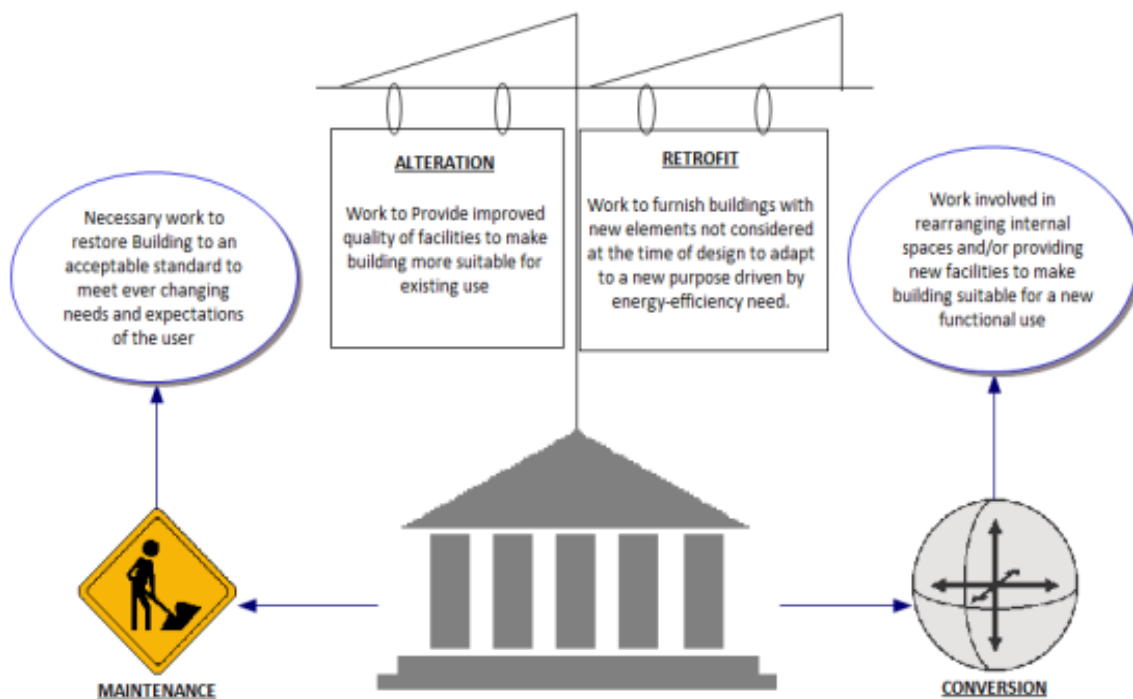 ALTERATION
Work to Provide improved
quality of facilities to make
building more suitable for
existing use
RETROFIT
Work to furnish buildings with
new elements not considered
at the time of design to adapt
to a new purpose driven by
energy-efficiency need.
Necessary work to
restore Building to an
acceptable standard to
meet ever changing
needs and expectations
of the user
Work involved in
rearranging internal
spaces and/or providing
new facilities to make
building suitable for a new
functional use
MAINTENANCE
CONVERSION